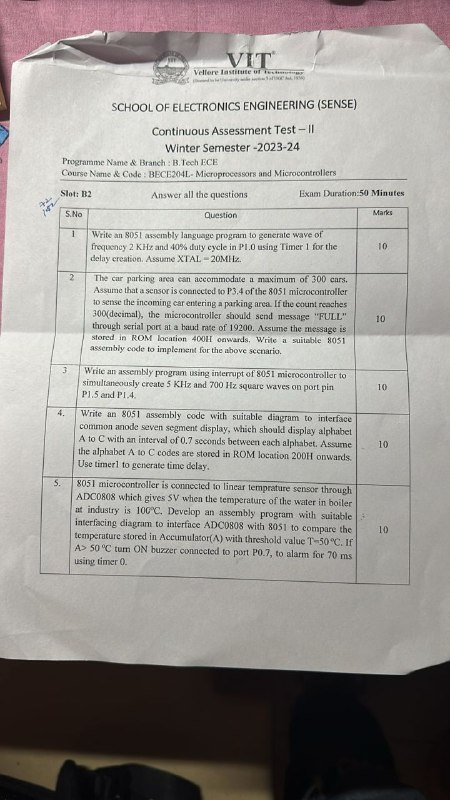 VIT
Vellore Institute of Technology
(Deemed to be University under section 3 of UGC Act, 1956)
SCHOOL OF ELECTRONICS ENGINEERING (SENSE)
Continuous Assessment Test – II
Winter Semester -2023-24
Programme Name & Branch : B.Tech ECE
Course Name & Code : BECE204L- Microprocessors and Microcontrollers
Slot: B2 Answer all the questions Exam Duration:50 Minutes
S.No Question Marks
1 Write an 8051 assembly language program to generate wave of
frequency 2 KHz and 40% duty cycle in P1.0 using Timer 1 for the
delay creation. Assume XTAL = 20MHz.
10
2 The car parking area can accommodate a maximum of 300 cars.
Assume that a sensor is connected to P3.4 of the 8051 microcontroller
to sense the incoming car entering a parking area. If the count reaches
300(decimal), the microcontroller should send message "FULL"
through serial port at a baud rate of 19200. Assume the message is
stored in ROM location 400H onwards. Write a suitable 8051
assembly code to implement for the above scenario.
10
3 Write an assembly program using interrupt of 8051 microcontroller to
simultaneously create 5 KHz and 700 Hz square waves on port pin
P1.5 and P1.4.
10
4. Write an 8051 assembly code with suitable diagram to interface
common anode seven segment display, which should display alphabet
A to C with an interval of 0.7 seconds between each alphabet. Assume
the alphabet A to C codes are stored in ROM location 200H onwards.
Use timer1 to generate time delay.
10
5. 8051 microcontroller is connected to linear temprature sensor through
ADC0808 which gives 5V when the temperature of the water in boiler
at industry is 100°C. Develop an assembly program with suitable
interfacing diagram to interface ADC0808 with 8051 to compare the
temperature stored in Accumulator(A) with threshold value T=50°C. If
A> 50 °C turn ON buzzer connected to port P0.7, to alarm for 70 ms
using timer 0.
10